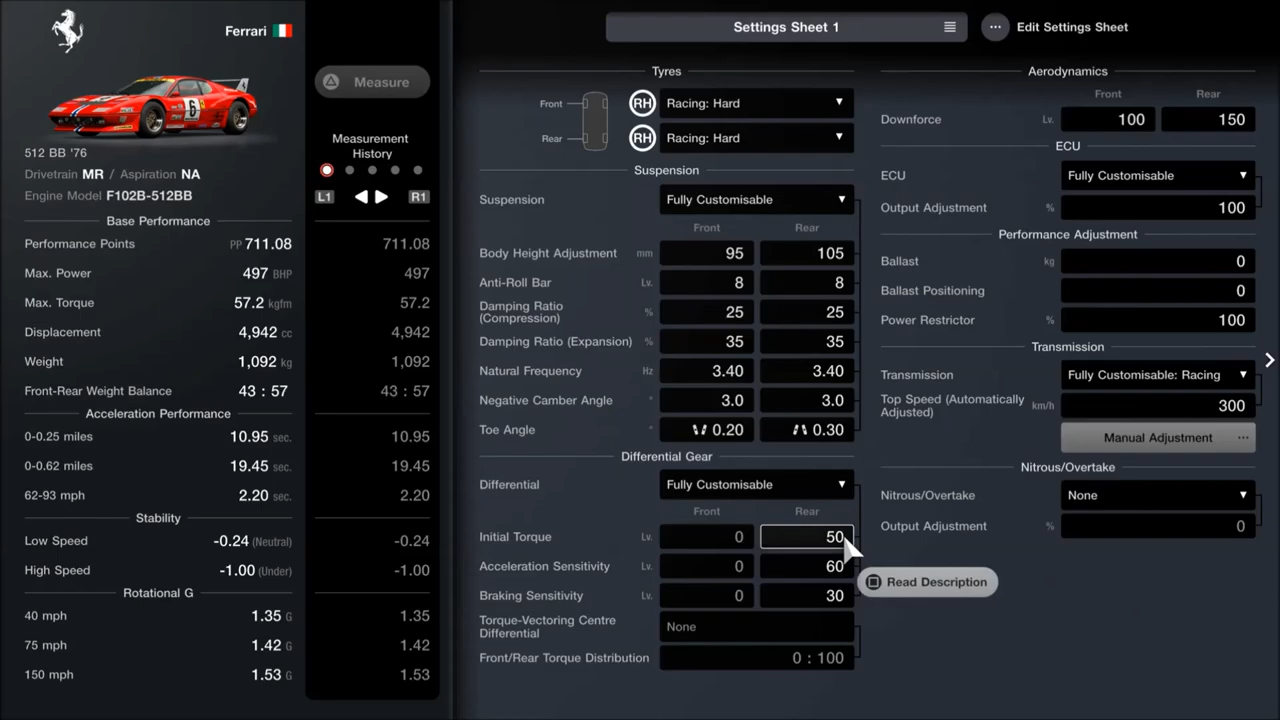 Ferrari
6
512 BB '76
Drivetrain MR / Aspiration NA
Engine Model F102B-512BB
Base Performance
Performance Points PP 711.08
Max. Power 497 BHP
Max. Torque 57.2 kgfm
Displacement 4,942 cc
Weight 1,092 kg
Front-Rear Weight Balance 43 : 57
Acceleration Performance
0-0.25 miles 10.95 sec.
0-0.62 miles 19.45 sec.
62-93 mph 2.20 sec.
Stability
Low Speed -0.24 (Neutral)
High Speed -1.00 (Under)
Rotational G
40 mph 1.35 G
75 mph 1.42 G
150 mph 1.53 G
Measure
Measurement
History
L1 R1
711.08
497
57.2
4,942
1,092
43 : 57
10.95
19.45
2.20
-0.24
-1.00
1.35
1.42
1.53
Settings Sheet 1
Edit Settings Sheet
Tyres
Front RH Racing: Hard
Rear RH Racing: Hard
Suspension
Suspension Fully Customisable
Front Rear
Body Height Adjustment mm 95 105
Anti-Roll Bar Lv. 8 8
Damping Ratio
(Compression) % 25 25
Damping Ratio (Expansion) % 35 35
Natural Frequency Hz 3.40 3.40
Negative Camber Angle ° 3.0 3.0
Toe Angle ° 0.20 0.30
Differential Gear
Differential Fully Customisable
Front Rear
Initial Torque Lv. 0 50
Acceleration Sensitivity Lv. 0 60
Braking Sensitivity Lv. 0 30
Torque-Vectoring Centre
Differential None
Front/Rear Torque Distribution 0 : 100
Read Description
Aerodynamics
Front Rear
Downforce Lv. 100 150
ECU
ECU Fully Customisable
Output Adjustment % 100
Performance Adjustment
Ballast kg 0
Ballast Positioning 0
Power Restrictor % 100
Transmission
Transmission Fully Customisable: Racing
Top Speed (Automatically
Adjusted) km/h 300
Manual Adjustment
Nitrous/Overtake
Nitrous/Overtake None
Output Adjustment % 0